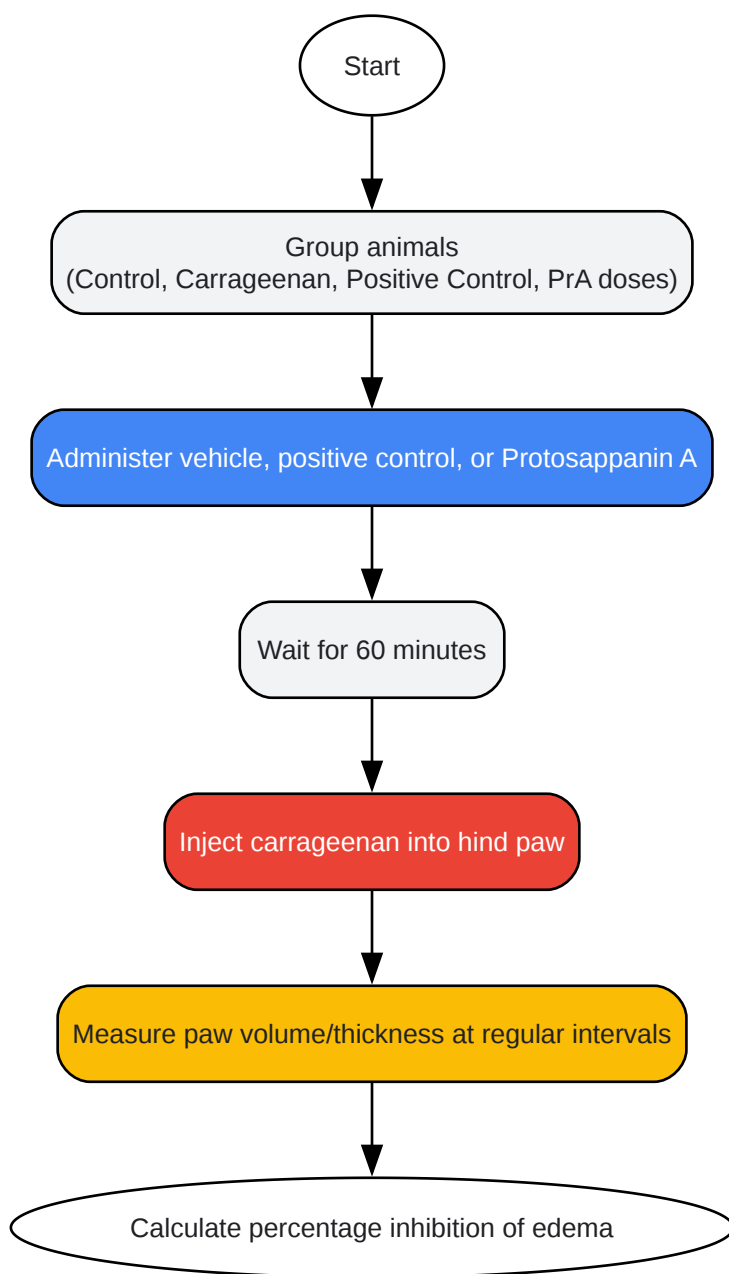 Start
Group animals
(Control, Carrageenan, Positive Control, PrA doses)
Administer vehicle, positive control, or Protosappanin A
Wait for 60 minutes
Inject carrageenan into hind paw
Measure paw volume/thickness at regular intervals
Calculate percentage inhibition of edema